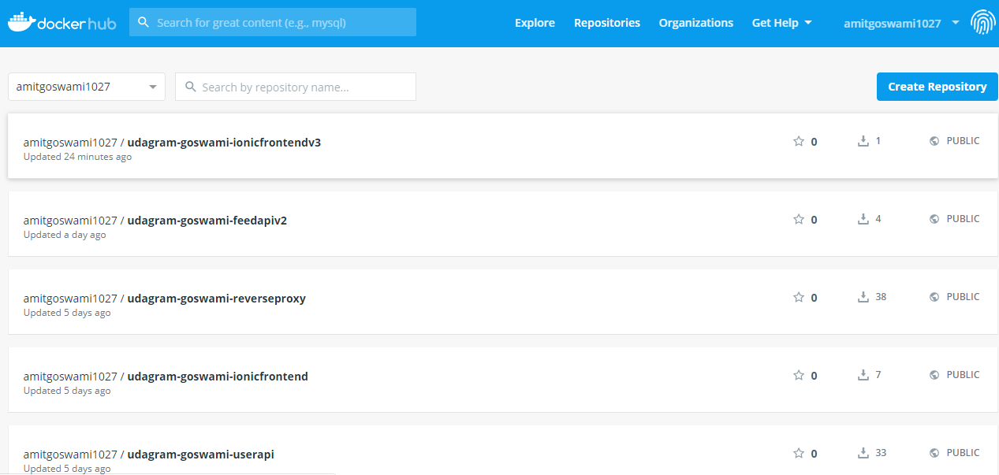 docker hub Search for great content (e.g., mysql) Explore Repositories Organizations Get Help amitgoswami1027
amitgoswami1027 Search by repository name... Create Repository
amitgoswami1027 / udagram-goswami-ionicfrontendv3 0 1 PUBLIC
Updated 24 minutes ago
amitgoswami1027 / udagram-goswami-feedapiv2 0 4 PUBLIC
Updated a day ago
amitgoswami1027 / udagram-goswami-reverseproxy 0 38 PUBLIC
Updated 5 days ago
amitgoswami1027 / udagram-goswami-ionicfrontend 0 7 PUBLIC
Updated 5 days ago
amitgoswami1027 / udagram-goswami-userapi 0 33 PUBLIC
Updated 5 days ago